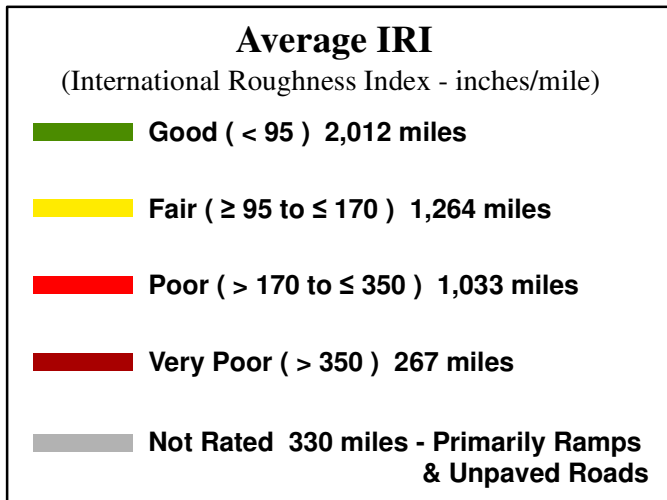 Average IRI
(International Roughness Index - inches/mile)
Good ( < 95 )  2,012 miles
Fair ( ≥ 95 to ≤ 170 )  1,264 miles
Poor ( > 170 to ≤ 350 )  1,033 miles
Very Poor ( > 350 )  267 miles
Not Rated  330 miles - Primarily Ramps
& Unpaved Roads